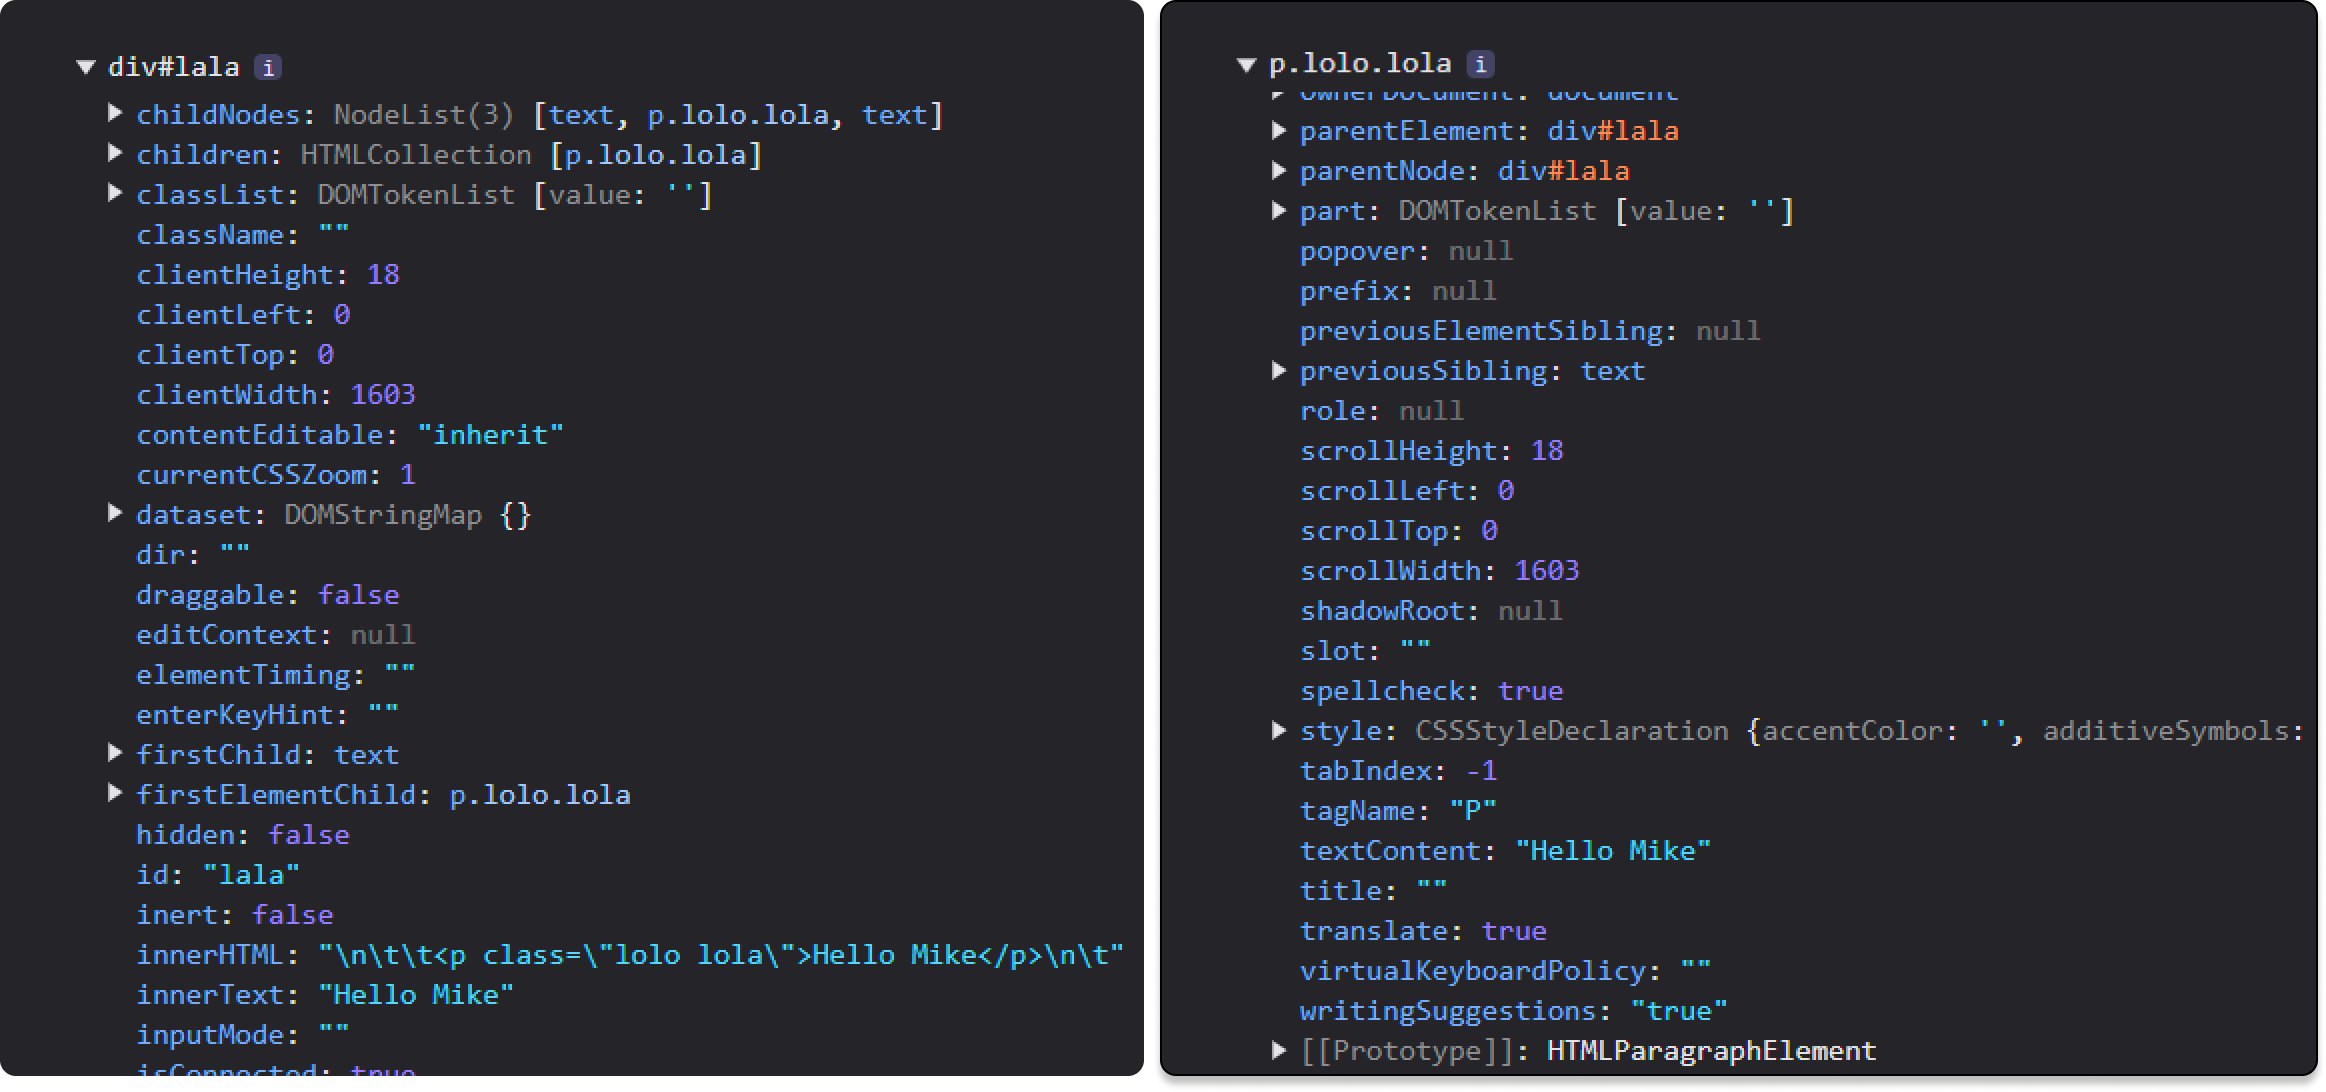 div#lala i
childNodes: NodeList(3) [text, p.lolo.lola, text]
children: HTMLCollection [p.lolo.lola]
classList: DOMTokenList [value: '']
className: ""
clientHeight: 18
clientLeft: 0
clientTop: 0
clientWidth: 1603
contentEditable: "inherit"
currentCSSZoom: 1
dataset: DOMStringMap {}
dir: ""
draggable: false
editContext: null
elementTiming: ""
enterKeyHint: ""
firstChild: text
firstElementChild: p.lolo.lola
hidden: false
id: "lala"
inert: false
innerHTML: "\n\t\t<p class=\"lolo lola\">Hello Mike</p>\n\t"
innerText: "Hello Mike"
inputMode: ""
isConnected: true
p.lolo.lola i
ownerDocument: document
parentElement: div#lala
parentNode: div#lala
part: DOMTokenList [value: '']
popover: null
prefix: null
previousElementSibling: null
previousSibling: text
role: null
scrollHeight: 18
scrollLeft: 0
scrollTop: 0
scrollWidth: 1603
shadowRoot: null
slot: ""
spellcheck: true
style: CSSStyleDeclaration {accentColor: '', additiveSymbols:
tabIndex: -1
tagName: "P"
textContent: "Hello Mike"
title: ""
translate: true
virtualKeyboardPolicy: ""
writingSuggestions: "true"
[[Prototype]]: HTMLParagraphElement